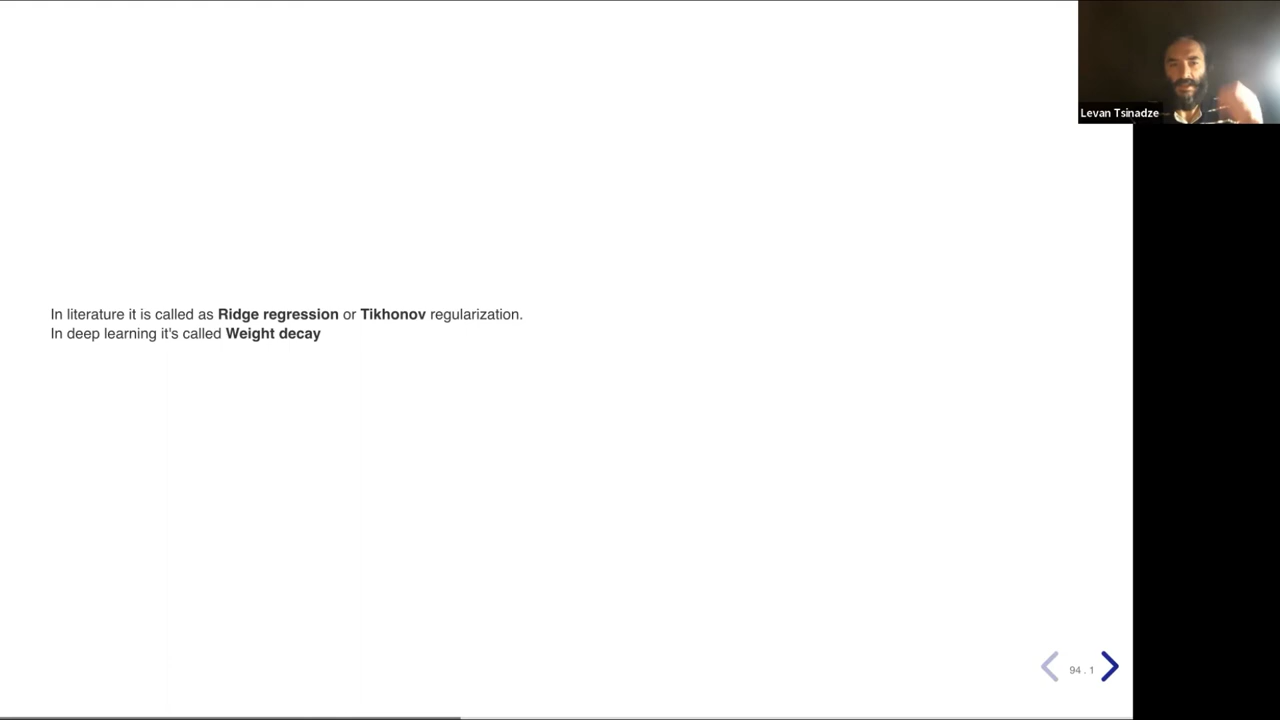 Levan Tsinadze
In literature it is called as Ridge regression or Tikhonov regularization.
In deep learning it's called Weight decay
94 . 1